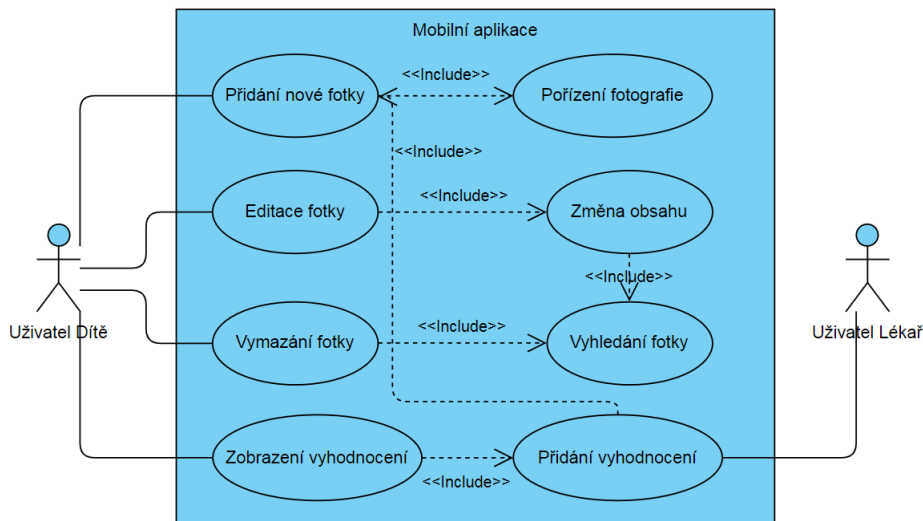 Mobilní aplikace
<<Include>>
Přidání nové fotky
Pořízení fotografie
<<Include>>
<<Include>>
Editace fotky
Změna obsahu
<<Include>>
Uživatel Dítě
Uživatel Lékař
<<Include>>
Vymazání fotky
Vyhledání fotky
Zobrazení vyhodnocení
Přidání vyhodnocení
<<Include>>